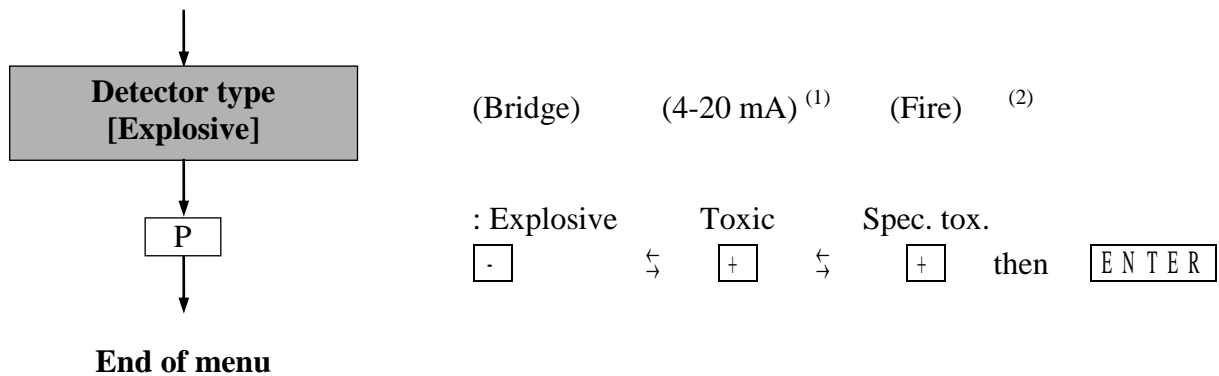 Detector type
[Explosive]
(Bridge) (4-20 mA) (1) (Fire) (2)
P
: Explosive Toxic Spec. tox.
- ← → + ← → + then ENTER
End of menu